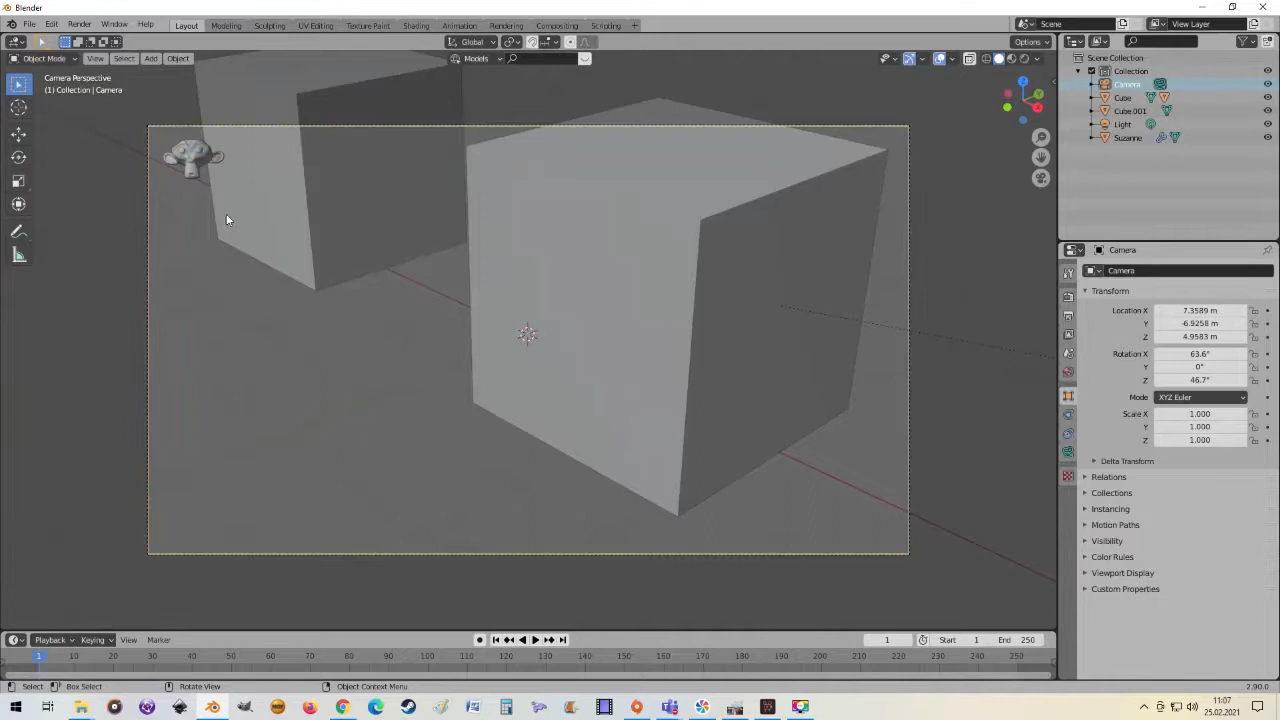 Blender
File Edit Render Window Help Layout Modeling Sculpting UV Editing Texture Paint Shading Animation Rendering Compositing Scripting + Scene View Layer
Global Options
Object Mode View Select Add Object Models
Camera Perspective
(1) Collection | Camera
Scene Collection
Collection
Camera
Cube
Cube.001
Light
Suzanne
Camera
Camera
Transform
Location X 7.3589 m
Y -6.9258 m
Z 4.9583 m
Rotation X 63.6°
Y 0°
Z 46.7°
Mode XYZ Euler
Scale X 1.000
Y 1.000
Z 1.000
Delta Transform
Relations
Collections
Instancing
Motion Paths
Visibility
Color Rules
Viewport Display
Custom Properties
Playback Keying View Marker 1 Start 1 End 250
1 10 20 30 40 50 60 70 80 90 100 110 120 130 140 150 160 170 180 190 200 210 220 230 240 250
Select Box Select Rotate View Object Context Menu 2.90.0
11:07
25.02.2021